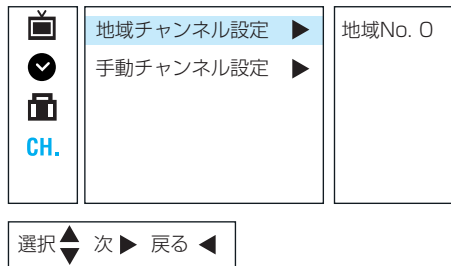 地域チャンネル設定 ▶
手動チャンネル設定 ▶
CH.
地域No. 0
選択 ▲▼ 次 ▶ 戻る ◀